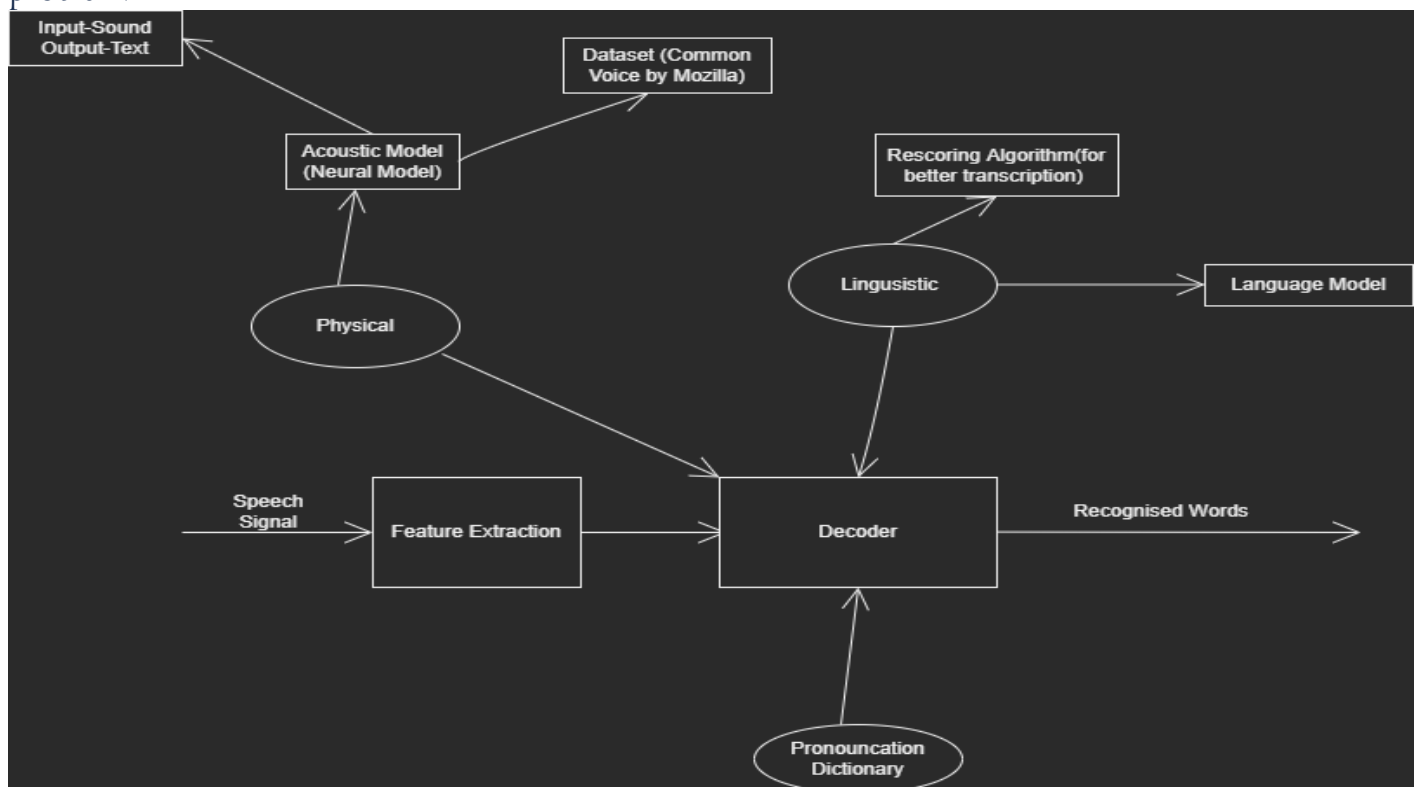 Input-Sound
Output-Text
Dataset (Common
Voice by Mozilla)
Acoustic Model
(Neural Model)
Rescoring Algorithm(for
better transcription)
Lingusistic
Language Model
Physical
Speech
Signal
Feature Extraction
Decoder
Recognised Words
Pronouncation
Dictionary